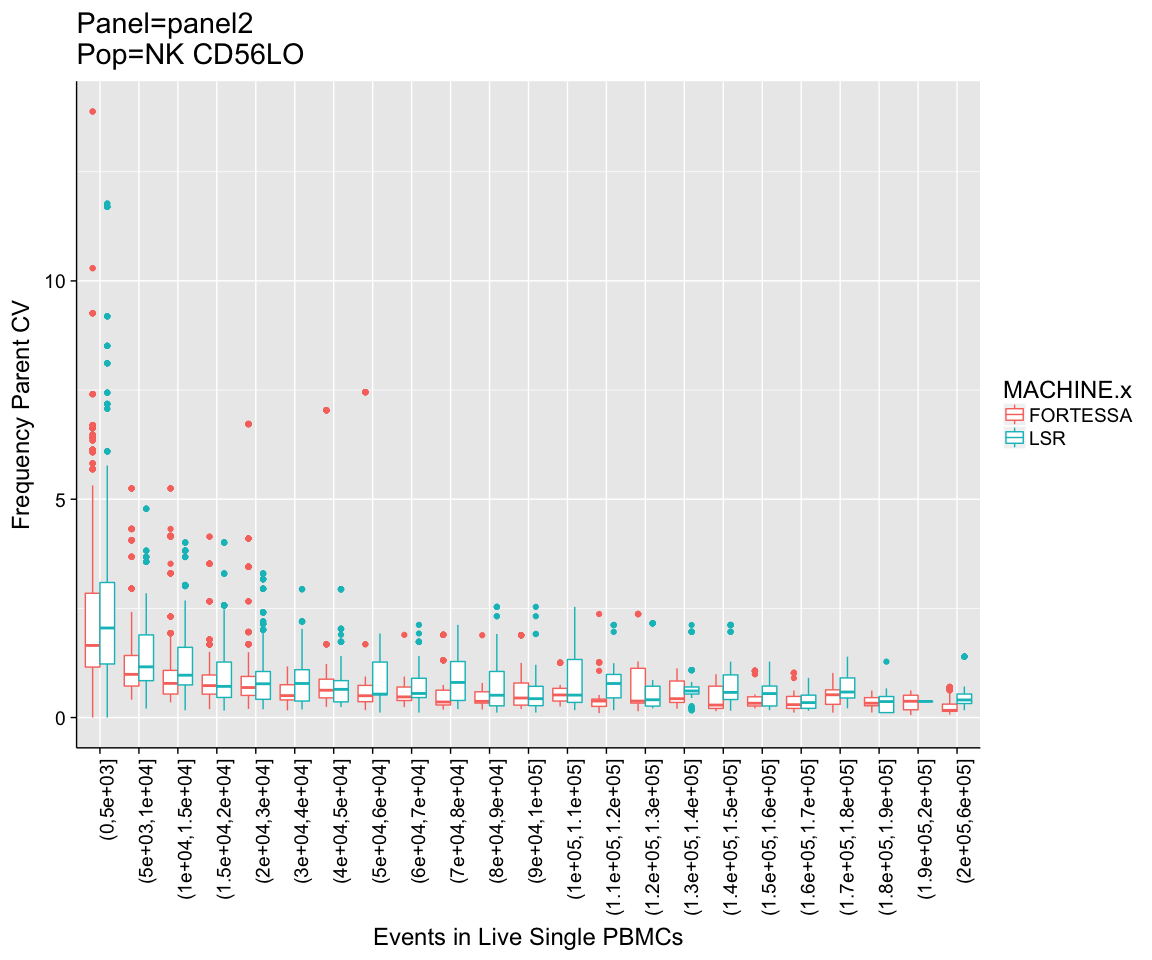 Panel=panel2
Pop=NK CD56LO
Frequency Parent CV
10
5
0
(0,5e+03]
(5e+03,1e+04]
(1e+04,1.5e+04]
(1.5e+04,2e+04]
(2e+04,3e+04]
(3e+04,4e+04]
(4e+04,5e+04]
(5e+04,6e+04]
(6e+04,7e+04]
(7e+04,8e+04]
(8e+04,9e+04]
(9e+04,1e+05]
(1e+05,1.1e+05]
(1.1e+05,1.2e+05]
(1.2e+05,1.3e+05]
(1.3e+05,1.4e+05]
(1.4e+05,1.5e+05]
(1.5e+05,1.6e+05]
(1.6e+05,1.7e+05]
(1.7e+05,1.8e+05]
(1.8e+05,1.9e+05]
(1.9e+05,2e+05]
(2e+05,6e+05]
Events in Live Single PBMCs
MACHINE.x
FORTESSA
LSR